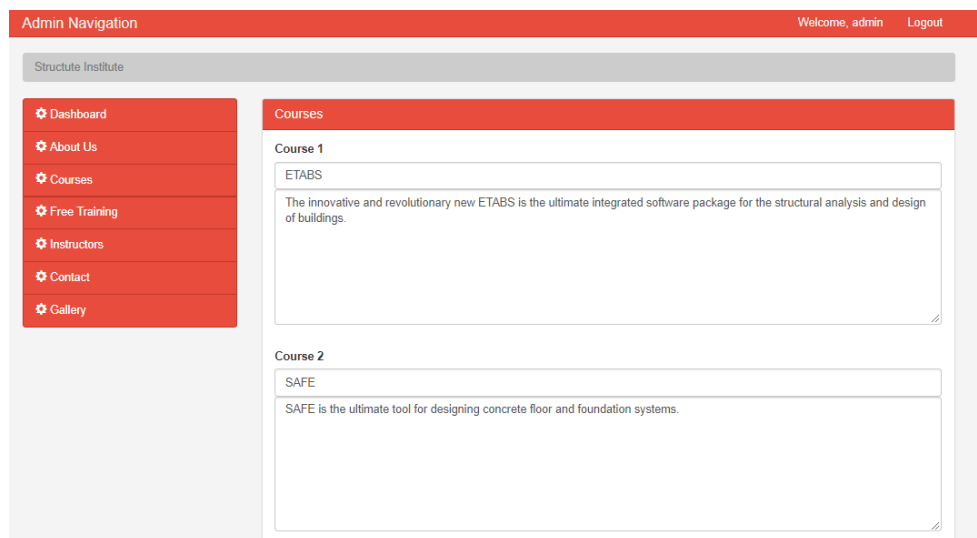 Admin Navigation
Welcome, admin
Logout
Structute Institute
Dashboard
About Us
Courses
Free Training
Instructors
Contact
Gallery
Courses
Course 1
ETABS
The innovative and revolutionary new ETABS is the ultimate integrated software package for the structural analysis and design
of buildings.
Course 2
SAFE
SAFE is the ultimate tool for designing concrete floor and foundation systems.